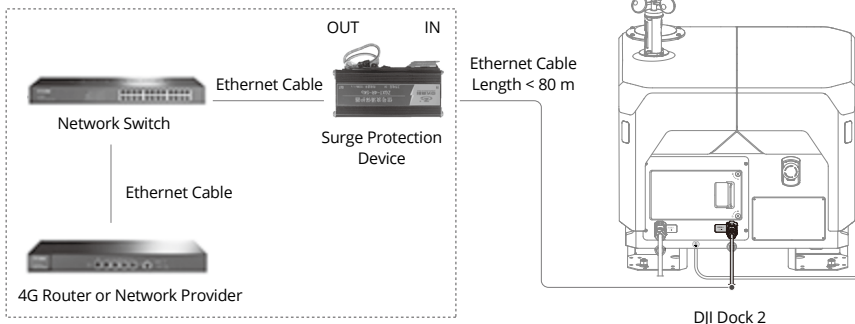 OUT IN
Ethernet Cable
Length < 80 m
Ethernet Cable
Network Switch
Surge Protection
Device
Ethernet Cable
4G Router or Network Provider
DJI Dock 2